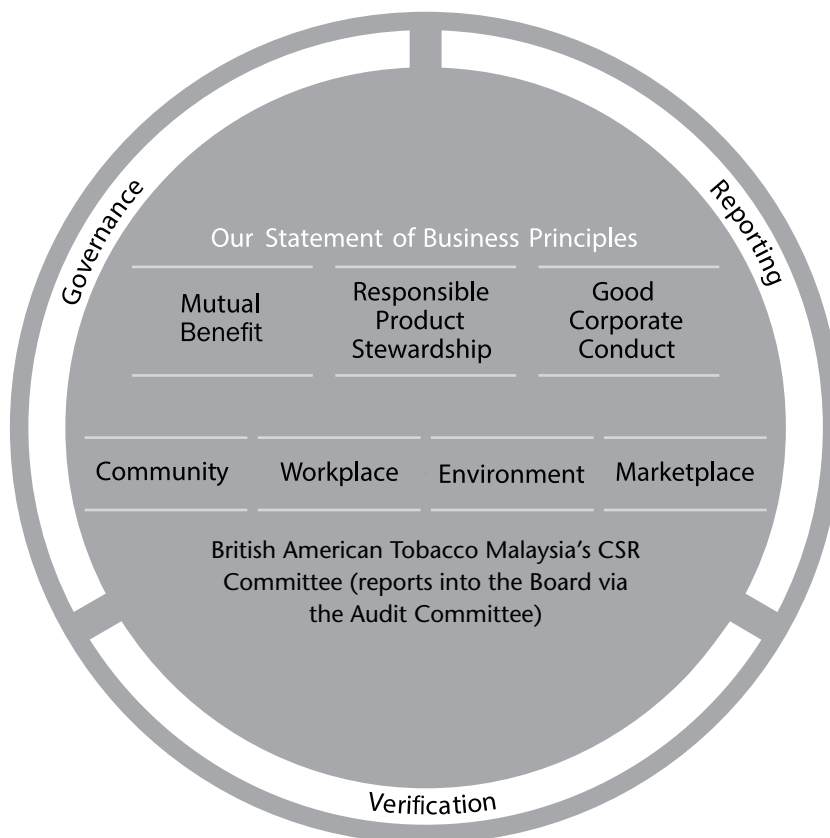 Governance
Reporting
Our Statement of Business Principles
Mutual
Benefit
Responsible
Product
Stewardship
Good
Corporate
Conduct
Community
Workplace
Environment
Marketplace
British American Tobacco Malaysia's CSR
Committee (reports into the Board via
the Audit Committee)
Verification